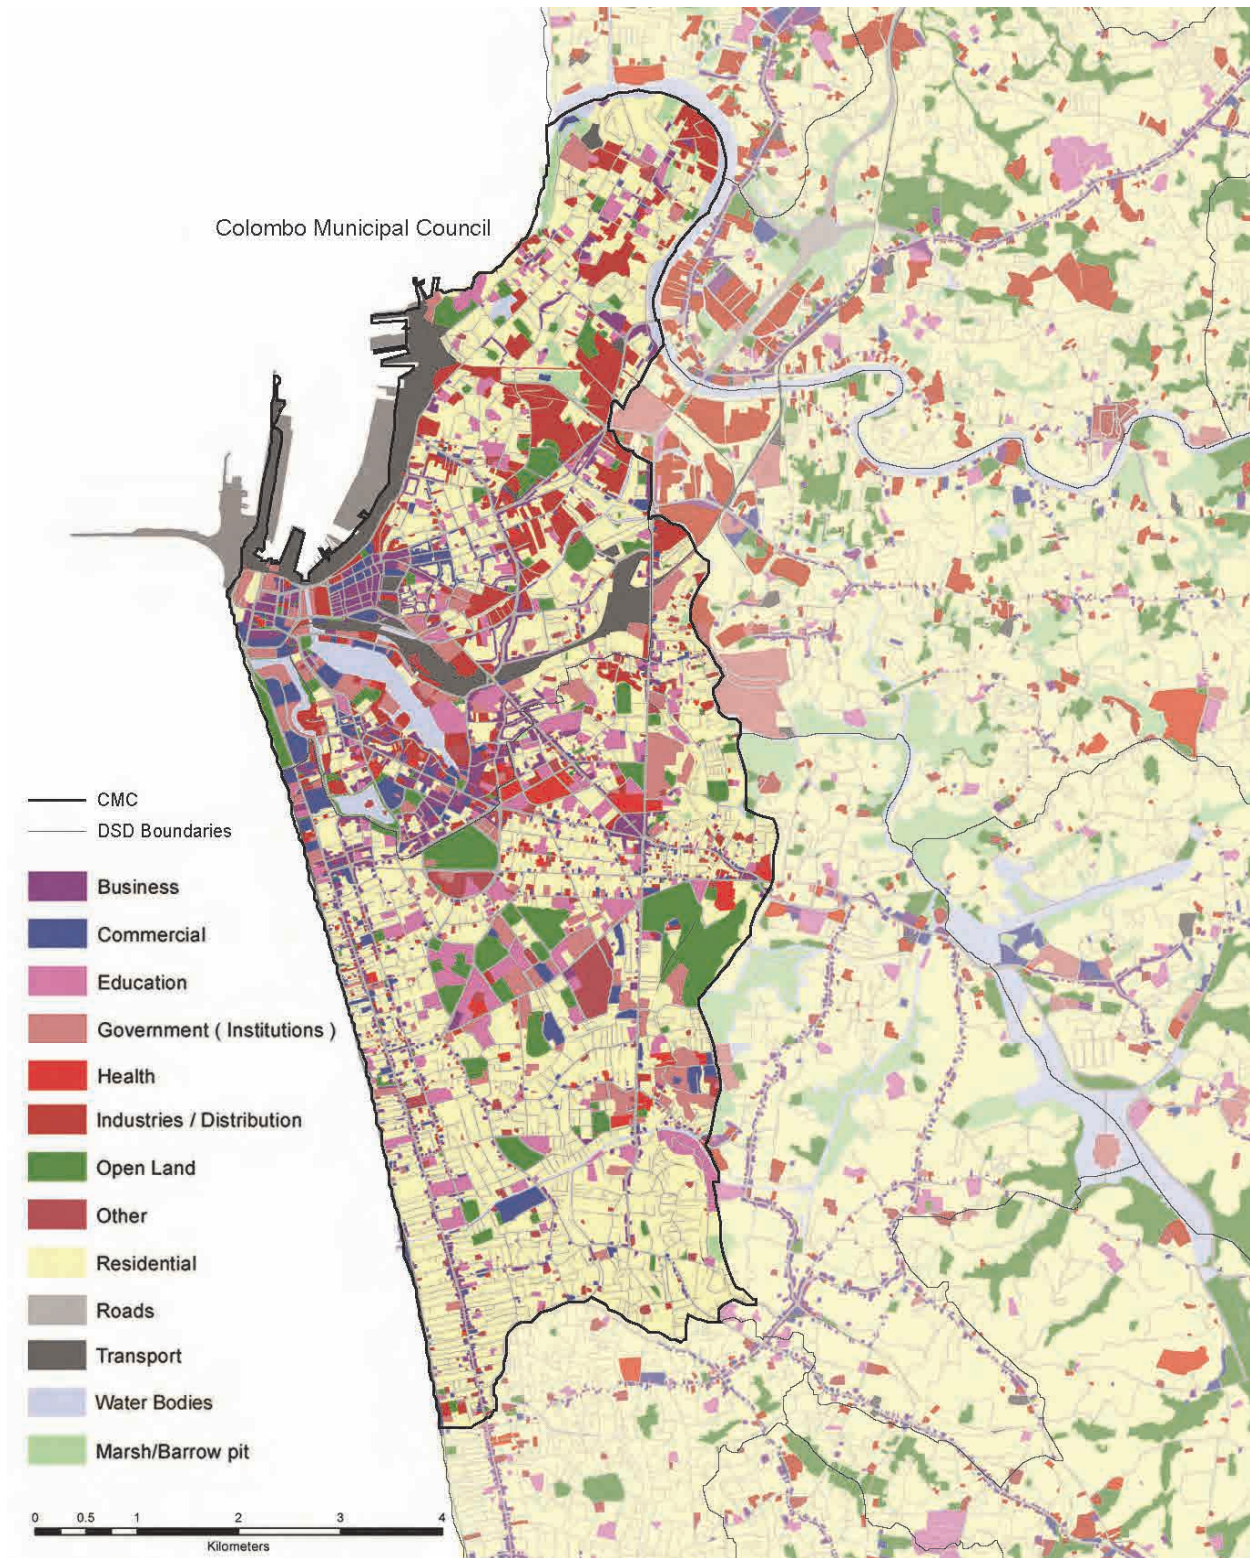 Colombo Municipal Council
CMC
DSD Boundaries
Business
Commercial
Education
Government ( Institutions )
Health
Industries / Distribution
Open Land
Other
Residential
Roads
Transport
Water Bodies
Marsh/Barrow pit
0 0.5 1 2 3 4
Kilometers